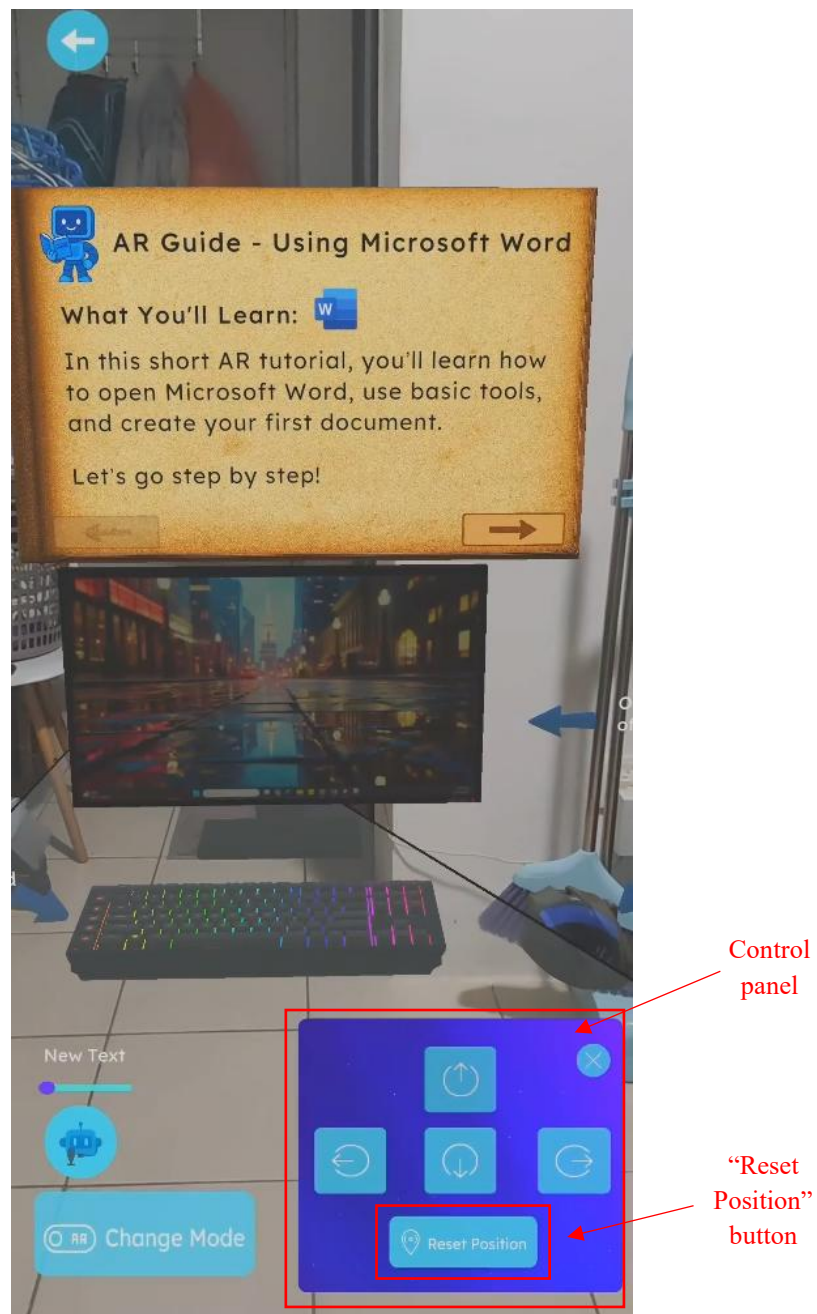 AR Guide - Using Microsoft Word
What You'll Learn:
W
In this short AR tutorial, you'll learn how
to open Microsoft Word, use basic tools,
and create your first document.
Let's go step by step!
New Text
AR
Change Mode
Reset Position
Control
panel
“Reset
Position”
button